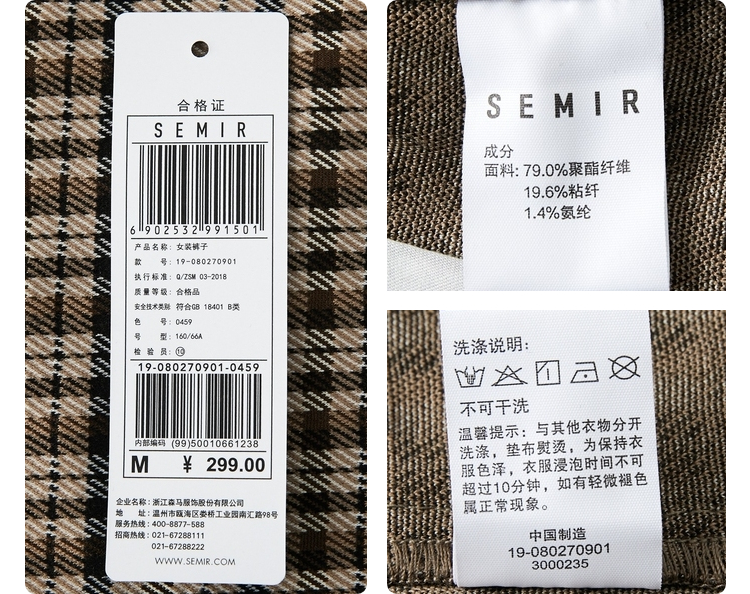 合格证
SEMIR
6 902532 991501
产品名称: 女装裤子
款 号: 19-080270901
执行标准: Q/ZSM 03-2018
质量等级: 合格品
安全技术类别: 符合GB 18401 B类
色 号: 0459
号 型: 160/66A
检 验 员: ⑩
19-080270901-0459
内部编码 (99)50010661238
M ¥ 299.00
企业名称: 浙江森马服饰股份有限公司
地 址: 温州市瓯海区娄桥工业园南汇路98号
服务热线: 400-8877-588
招商热线: 021-67288111
021-67288222
WWW.SEMIR.COM
SEMIR
成分
面料: 79.0%聚酯纤维
19.6%粘纤
1.4%氨纶
洗涤说明:
不可干洗
温馨提示: 与其他衣物分开
洗涤, 垫布熨烫, 为保持衣
服色泽, 衣服浸泡时间不可
超过10分钟, 如有轻微褪色
属正常现象。
中国制造
19-080270901
3000235